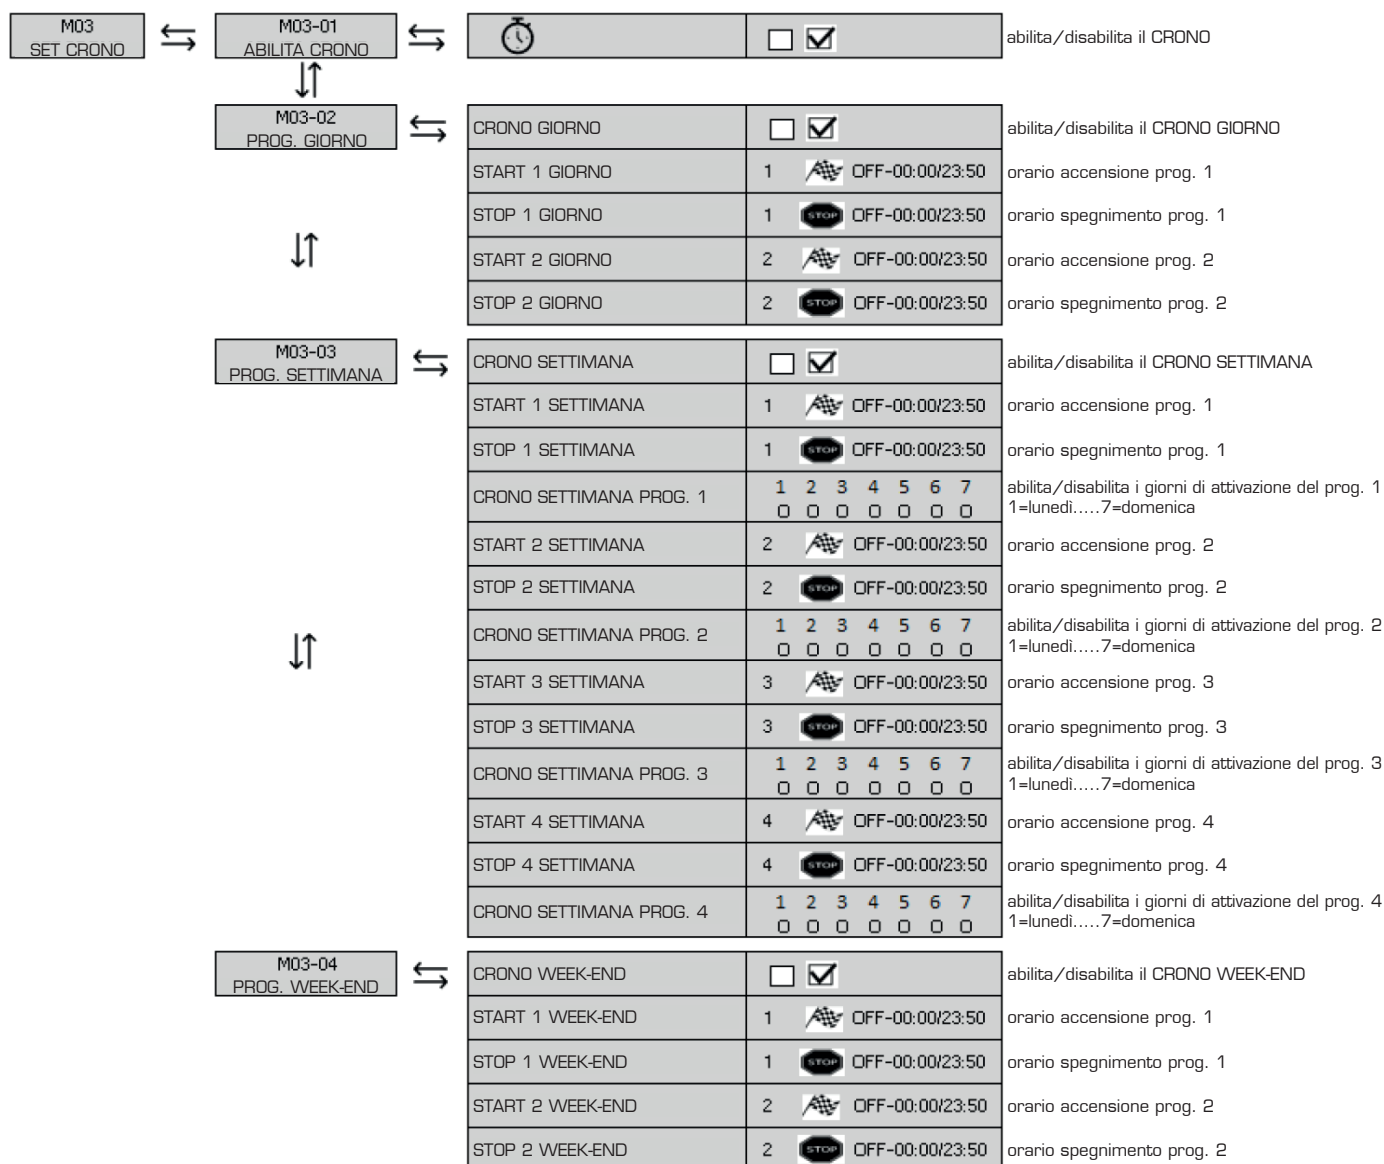 M03
SET CRONO
M03-01
ABILITA CRONO
abilita/disabilita il CRONO
M03-02
PROG. GIORNO
CRONO GIORNO
abilita/disabilita il CRONO GIORNO
START 1 GIORNO 1 OFF-00:00/23:50 orario accensione prog. 1
STOP 1 GIORNO 1 STOP OFF-00:00/23:50 orario spegnimento prog. 1
START 2 GIORNO 2 OFF-00:00/23:50 orario accensione prog. 2
STOP 2 GIORNO 2 STOP OFF-00:00/23:50 orario spegnimento prog. 2
M03-03
PROG. SETTIMANA
CRONO SETTIMANA
abilita/disabilita il CRONO SETTIMANA
START 1 SETTIMANA 1 OFF-00:00/23:50 orario accensione prog. 1
STOP 1 SETTIMANA 1 STOP OFF-00:00/23:50 orario spegnimento prog. 1
CRONO SETTIMANA PROG. 1
1 2 3 4 5 6 7
abilita/disabilita i giorni di attivazione del prog. 1
1=lunedì.....7=domenica
START 2 SETTIMANA 2 OFF-00:00/23:50 orario accensione prog. 2
STOP 2 SETTIMANA 2 STOP OFF-00:00/23:50 orario spegnimento prog. 2
CRONO SETTIMANA PROG. 2
1 2 3 4 5 6 7
abilita/disabilita i giorni di attivazione del prog. 2
1=lunedì.....7=domenica
START 3 SETTIMANA 3 OFF-00:00/23:50 orario accensione prog. 3
STOP 3 SETTIMANA 3 STOP OFF-00:00/23:50 orario spegnimento prog. 3
CRONO SETTIMANA PROG. 3
1 2 3 4 5 6 7
abilita/disabilita i giorni di attivazione del prog. 3
1=lunedì.....7=domenica
START 4 SETTIMANA 4 OFF-00:00/23:50 orario accensione prog. 4
STOP 4 SETTIMANA 4 STOP OFF-00:00/23:50 orario spegnimento prog. 4
CRONO SETTIMANA PROG. 4
1 2 3 4 5 6 7
abilita/disabilita i giorni di attivazione del prog. 4
1=lunedì.....7=domenica
M03-04
PROG. WEEK-END
CRONO WEEK-END
abilita/disabilita il CRONO WEEK-END
START 1 WEEK-END 1 OFF-00:00/23:50 orario accensione prog. 1
STOP 1 WEEK-END 1 STOP OFF-00:00/23:50 orario spegnimento prog. 1
START 2 WEEK-END 2 OFF-00:00/23:50 orario accensione prog. 2
STOP 2 WEEK-END 2 STOP OFF-00:00/23:50 orario spegnimento prog. 2